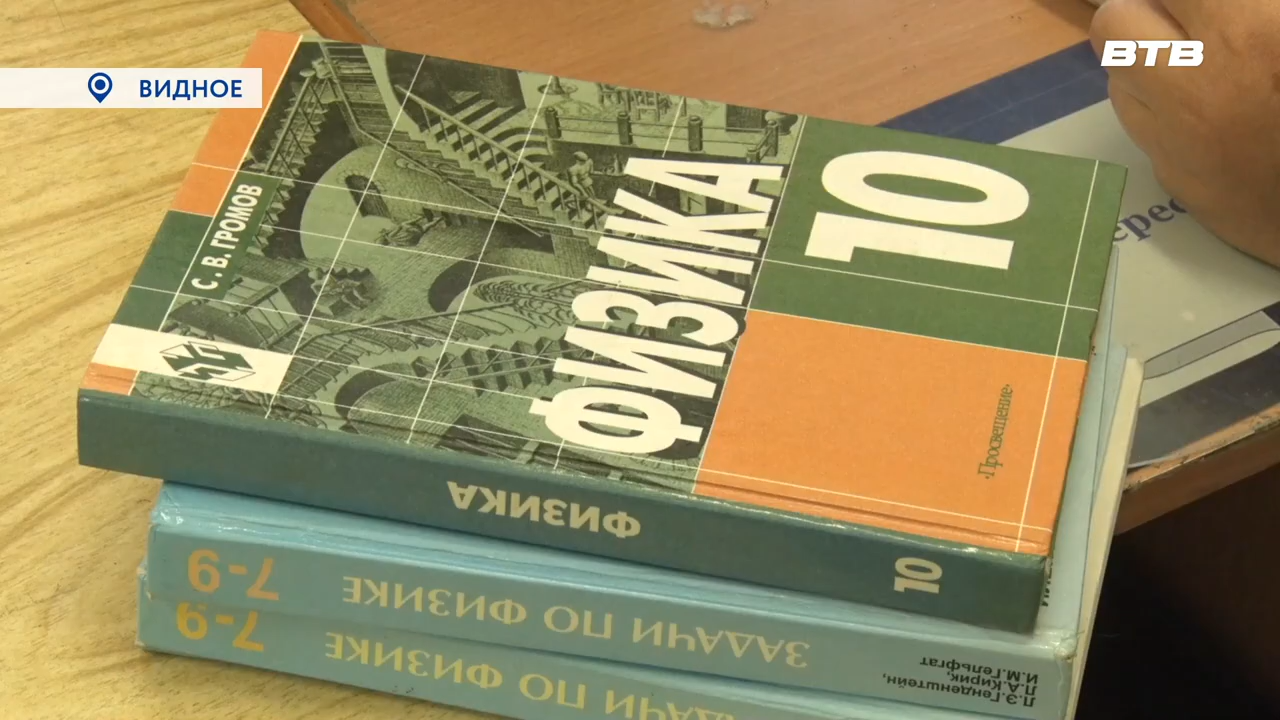 ВИДНОЕ
ВТВ
С. В. ГРОМОВ
ФИЗИКА
10
·Просвещение·
ФИЗИКА
10
7-9
ЗАДАЧИ ПО ФИЗИКЕ
Л.Э.Генденштейн,
Л.А.Кирик,
И.М.Гельфгат
7-9
ЗАДАЧИ ПО ФИЗИКЕ